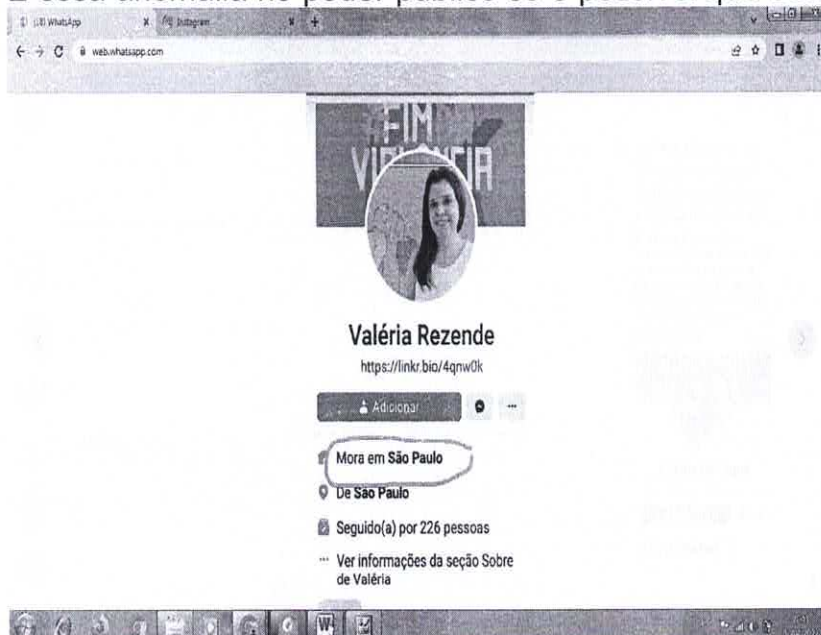 WhatsApp
Instagram
web.whatsapp.com
FIM
Valéria Rezende
https://linkr.bio/4qnw0k
Adicionar
Mora em São Paulo
De São Paulo
Seguido(a) por 226 pessoas
Ver informações da seção Sobre
de Valéria
W